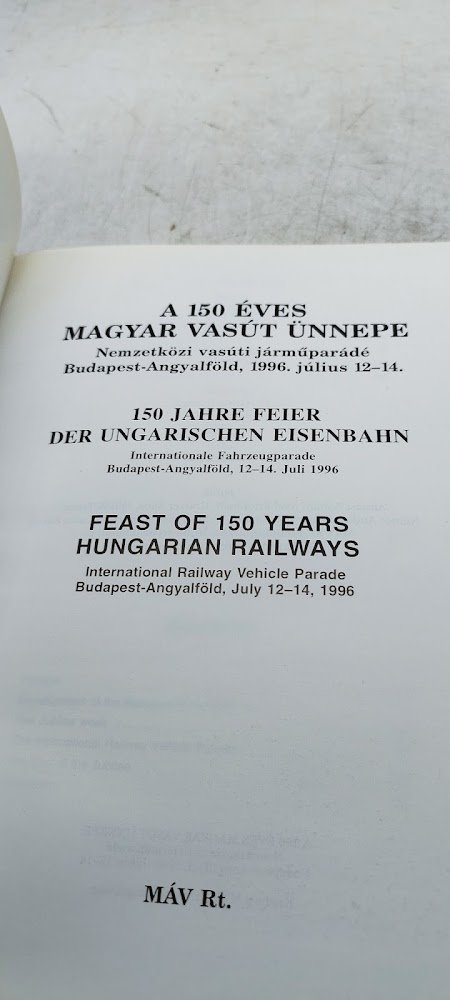 A 150 ÉVES
MAGYAR VASÚT ÜNNEPE
Nemzetközi vasúti járműparádé
Budapest-Angyalföld, 1996. július 12–14.
150 JAHRE FEIER
DER UNGARISCHEN EISENBAHN
Internationale Fahrzeugparade
Budapest-Angyalföld, 12–14. Juli 1996
FEAST OF 150 YEARS
HUNGARIAN RAILWAYS
International Railway Vehicle Parade
Budapest-Angyalföld, July 12–14, 1996
MÁV Rt.